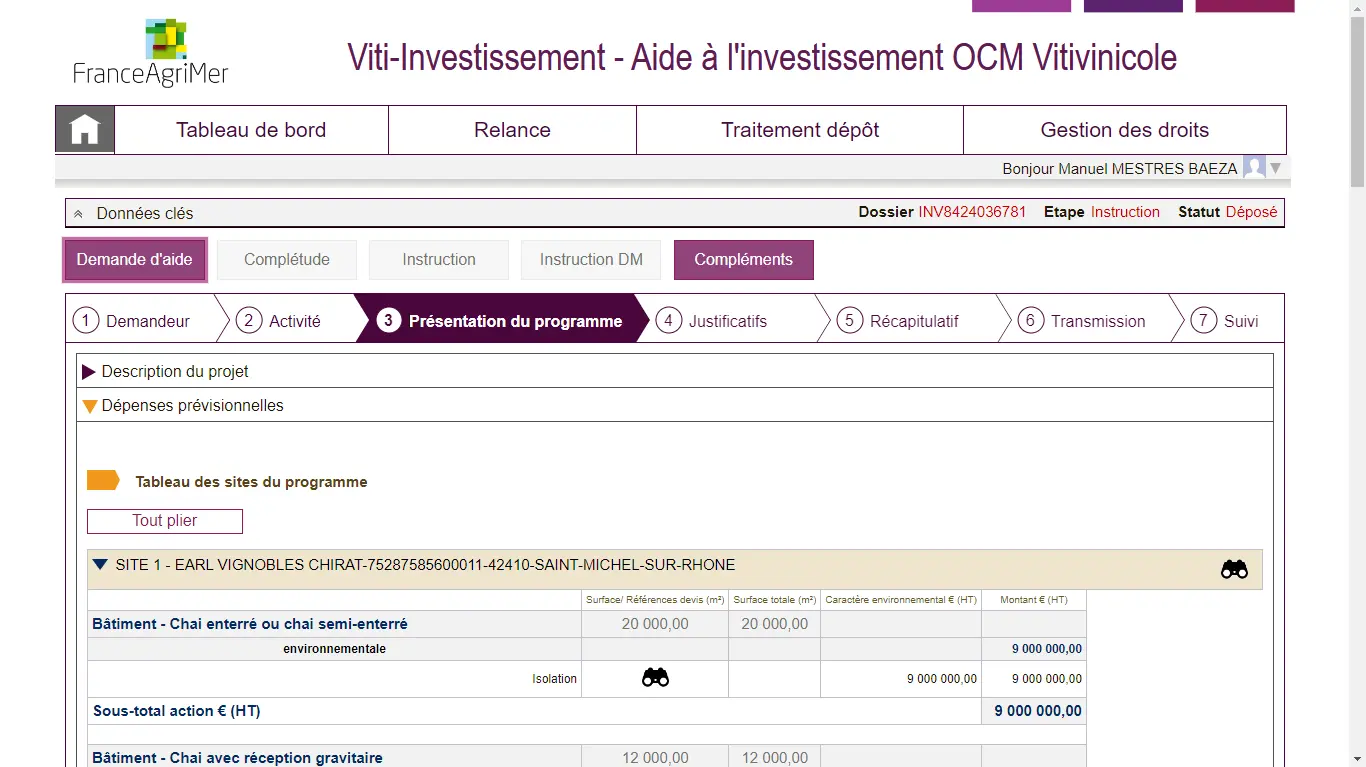 FranceAgriMer
Viti-Investissement - Aide à l'investissement OCM Vitivinicole
Tableau de bord
Relance
Traitement dépôt
Gestion des droits
Bonjour Manuel MESTRES BAEZA
Données clés
Dossier INV8424036781 Etape Instruction Statut Déposé
Demande d'aide
Complétude
Instruction
Instruction DM
Compléments
1 Demandeur
2 Activité
3 Présentation du programme
4 Justificatifs
5 Récapitulatif
6 Transmission
7 Suivi
Description du projet
Dépenses prévisionnelles
Tableau des sites du programme
Tout plier
SITE 1 - EARL VIGNOBLES CHIRAT-75287585600011-42410-SAINT-MICHEL-SUR-RHONE
Surface/ Références devis (m²) Surface totale (m²) Caractère environnemental € (HT) Montant € (HT)
Bâtiment - Chai enterré ou chai semi-enterré 20 000,00 20 000,00
environnementale 9 000 000,00
Isolation 9 000 000,00 9 000 000,00
Sous-total action € (HT) 9 000 000,00
Bâtiment - Chai avec réception gravitaire 12 000,00 12 000,00